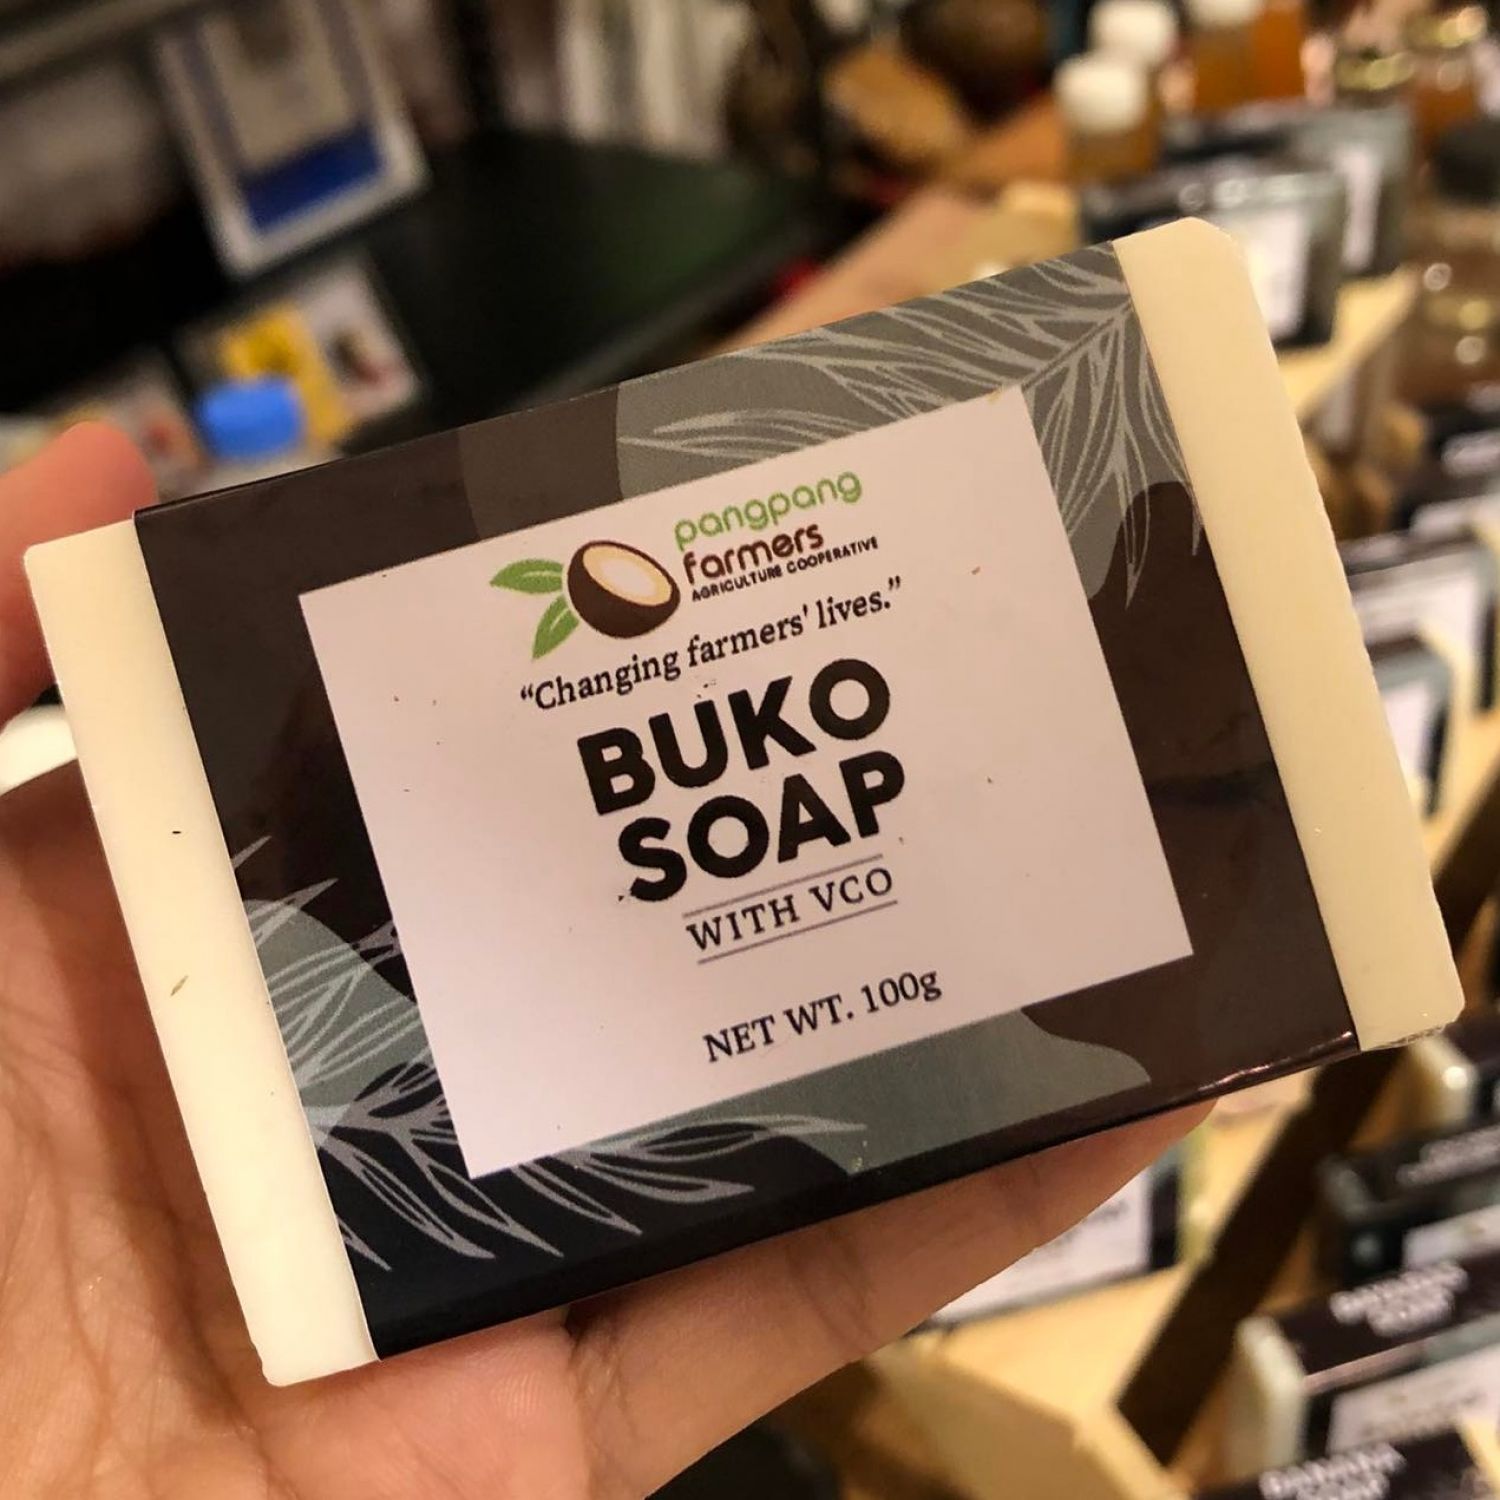 pangpang
farmers
AGRICULTURE COOPERATIVE
“Changing farmers' lives.”
BUKO
SOAP
WITH VCO
NET WT. 100g